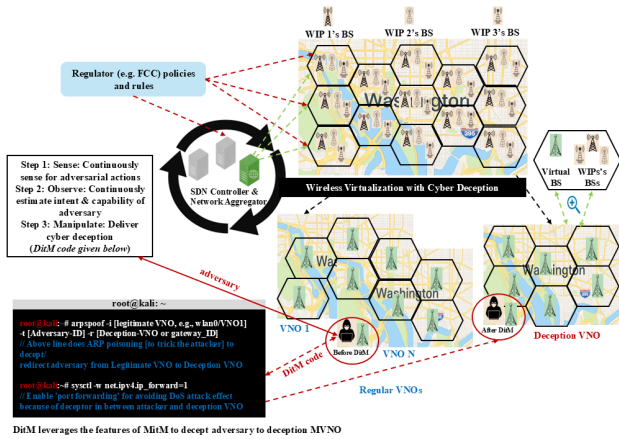 WIP 1's BS
WIP 2's BS
WIP 3's BS
Regulator (e.g. FCC) policies
and rules
Washington
395
Step 1: Sense: Continuously
sense for adversarial actions
Step 2: Observe: Continuously
estimate intent & capability of
adversary
Step 3: Manipulate: Deliver
cyber deception
(DitM code given below)
SDN Controller &
Network Aggregator
Wireless Virtualization with Cyber Deception
Virtual
BS
WIPs's
BSs
adversary
Was
Washington
Washington
VNO 1
VNO N
Before DitM
After DitM
Deception VNO
DitM code
Regular VNOs
root@kali: ~
root@kali:~# arpspoof -i [legitimate VNO, e.g., wlan0/VNO1]
-t [Adversary-ID] -r [Deception-VNO or gateway_ID]
// Above line does ARP poisoning [to trick the attacker] to
decept/
redirect adversary from Legitimate VNO to Deception VNO
root@kali:~# sysctl -w net.ipv4.ip_forward=1
// Enable 'port forwarding' for avoiding DoS attack effect
because of deceptor in between attacker and deception VNO
DitM leverages the features of MitM to decept adversary to deception MVNO